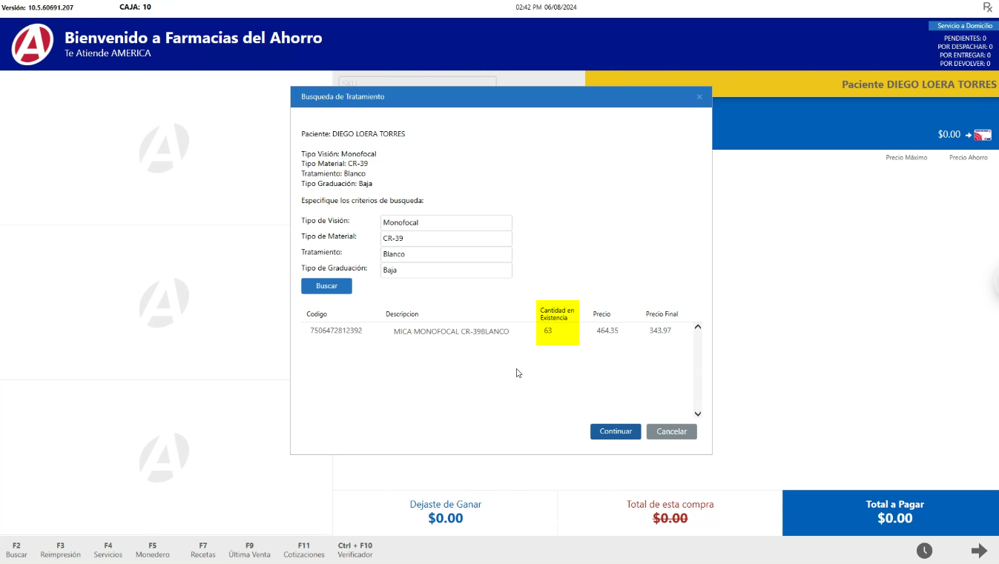 Versión: 10.5.60691.207 CAJA: 10 02:42 PM 06/08/2024
Bienvenido a Farmacias del Ahorro
Te Atiende AMERICA
Servicio a Domicilio
PENDIENTES: 0
POR DESPACHAR: 0
POR ENTREGAR: 0
POR DEVOLVER: 0
SKU
Paciente DIEGO LOERA TORRES
$0.00
Precio Máximo Precio Ahorro
Busqueda de Tratamiento
Paciente: DIEGO LOERA TORRES
Tipo Visión: Monofocal
Tipo Material: CR-39
Tratamiento: Blanco
Tipo Graduación: Baja
Especifique los criterios de busqueda:
Tipo de Visión: Monofocal
Tipo de Material: CR-39
Tratamiento: Blanco
Tipo de Graduación: Baja
Buscar
Codigo Descripcion Cantidad en Existencia Precio Precio Final
7506472812392 MICA MONOFOCAL CR-39BLANCO 63 464.35 343.97
Continuar Cancelar
Dejaste de Ganar Total de esta compra Total a Pagar
$0.00 $0.00 $0.00
F2 F3 F4 F5 F7 F9 F11 Ctrl + F10
Buscar Reimpresión Servicios Monedero Recetas Última Venta Cotizaciones Verificador